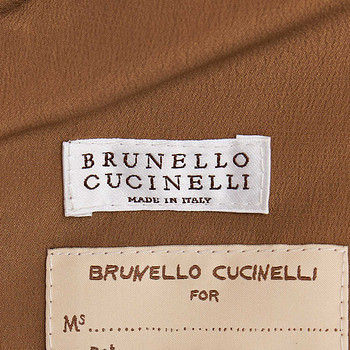 BRUNELLO
CUCINELLI
MADE IN ITALY
BRUNELLO CUCINELLI
FOR
Ms